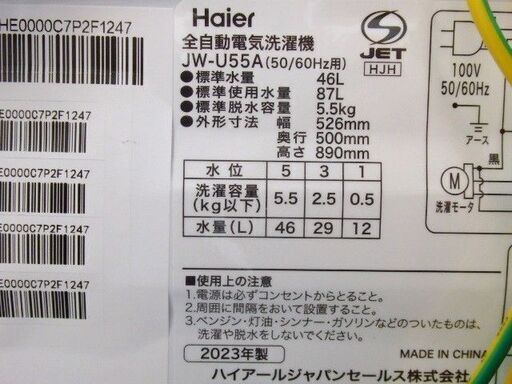 HE0000C7P2F1247
E0000C7P2F1247
E0000C7P2F1247
E0000C7P2F1247
E0000C7P2F1247
E0000C7P2F1247
Haier
全自動電気洗濯機
JW-U55A(50/60Hz用)
●標準水量 46L
●標準使用水量 87L
●標準脱水容量 5.5kg
●外形寸法 幅 526mm
奥行 500mm
高さ 890mm
水位 5 3 1
洗濯容量(kg以下) 5.5 2.5 0.5
水量(L) 46 29 12
■使用上の注意
1.電源は必ずコンセントからとること。
2.周囲に間隔をおいて設置すること。
3.ベンジン・灯油・シンナー・ガソリンなどのついたものは、
洗濯や脱水をしないこと。
2023年製
MADE IN CHINA
ハイアールジャパンセールス株式会社
S
JET
HJH
100V
50/60Hz
アース
黒
M
洗濯モータ